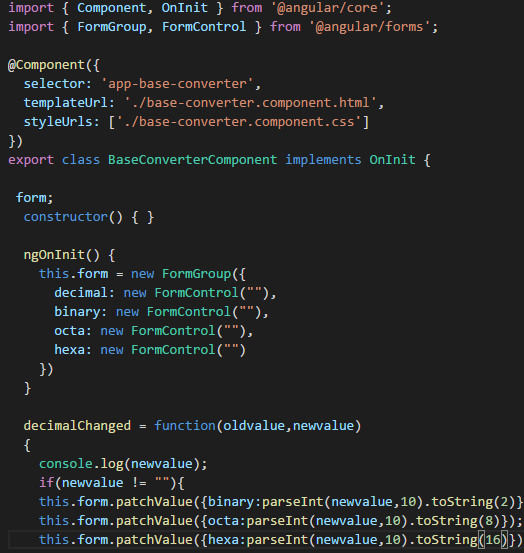 import { Component, OnInit } from '@angular/core';
import { FormGroup, FormControl } from '@angular/forms';
@Component({
  selector: 'app-base-converter',
  templateUrl: './base-converter.component.html',
  styleUrls: ['./base-converter.component.css']
})
export class BaseConverterComponent implements OnInit {
 form;
  constructor() { }
  ngOnInit() {
    this.form = new FormGroup({
      decimal: new FormControl(""),
      binary: new FormControl(""),
      octa: new FormControl(""),
      hexa: new FormControl("")
    })
  }
  decimalChanged = function(oldvalue,newvalue)
  {
    console.log(newvalue);
    if(newvalue != ""){
    this.form.patchValue({binary:parseInt(newvalue,10).toString(2)}
    this.form.patchValue({octa:parseInt(newvalue,10).toString(8)});
    this.form.patchValue({hexa:parseInt(newvalue,10).toString(16)})